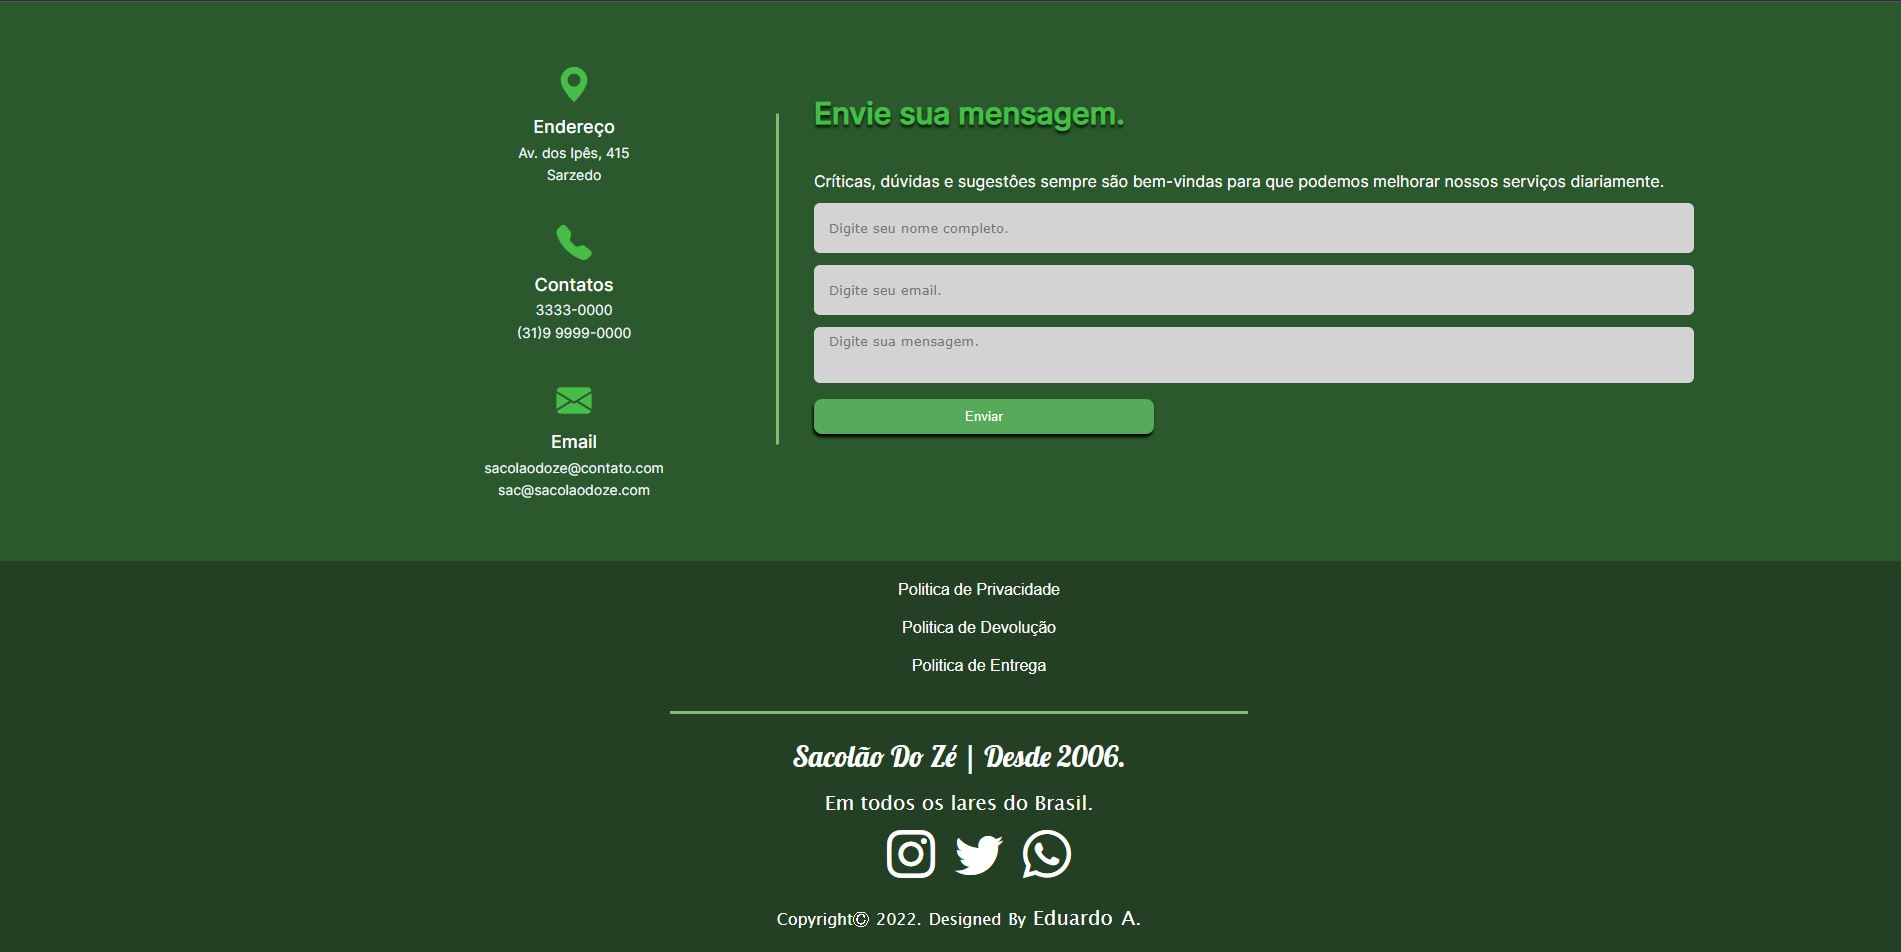 Endereço
Av. dos Ipês, 415
Sarzedo
Contatos
3333-0000
(31)9 9999-0000
Email
sacolaodoze@contato.com
sac@sacolaodoze.com
Envie sua mensagem.
Críticas, dúvidas e sugestões sempre são bem-vindas para que podemos melhorar nossos serviços diariamente.
Digite seu nome completo.
Digite seu email.
Digite sua mensagem.
Enviar
Politica de Privacidade
Politica de Devolução
Politica de Entrega
Sacolão Do Zé | Desde 2006.
Em todos os lares do Brasil.
Copyright© 2022. Designed By Eduardo A.